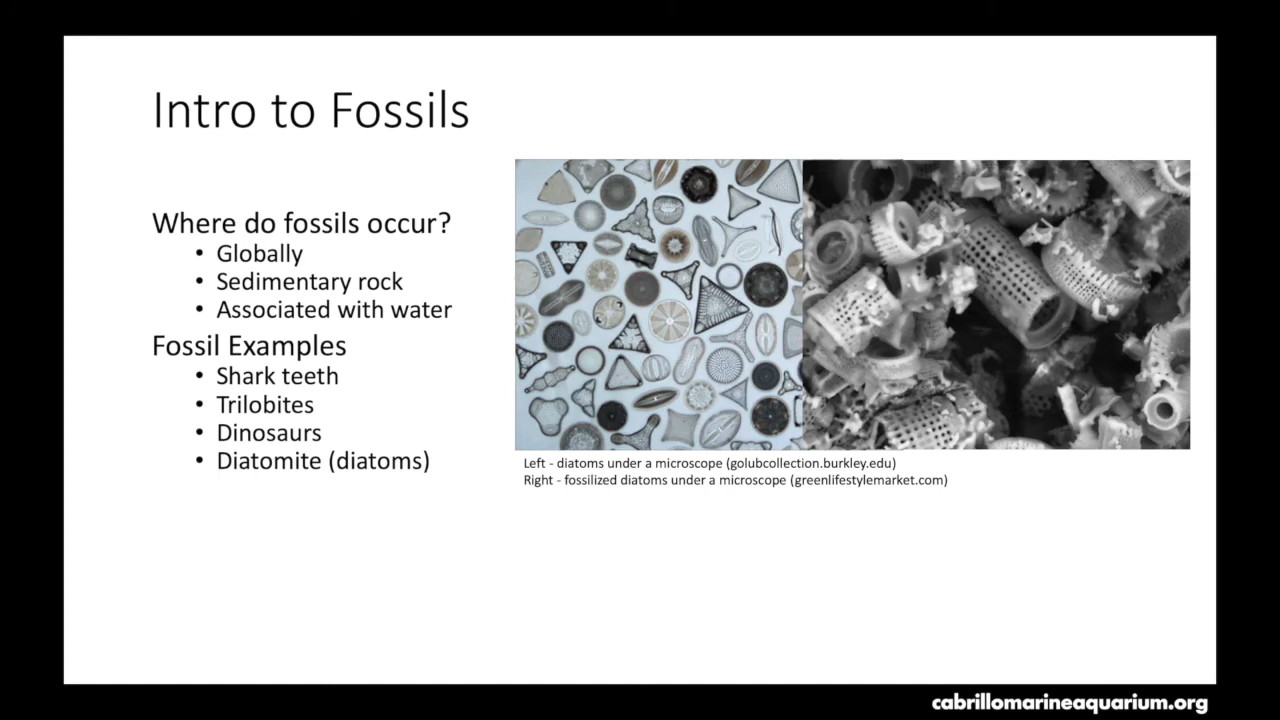 Intro to Fossils
Where do fossils occur?
• Globally
• Sedimentary rock
• Associated with water
Fossil Examples
• Shark teeth
• Trilobites
• Dinosaurs
• Diatomite (diatoms)
Left - diatoms under a microscope (golubcollection.burkley.edu)
Right - fossilized diatoms under a microscope (greenlifestylemarket.com)
cabrillomarineaquarium.org